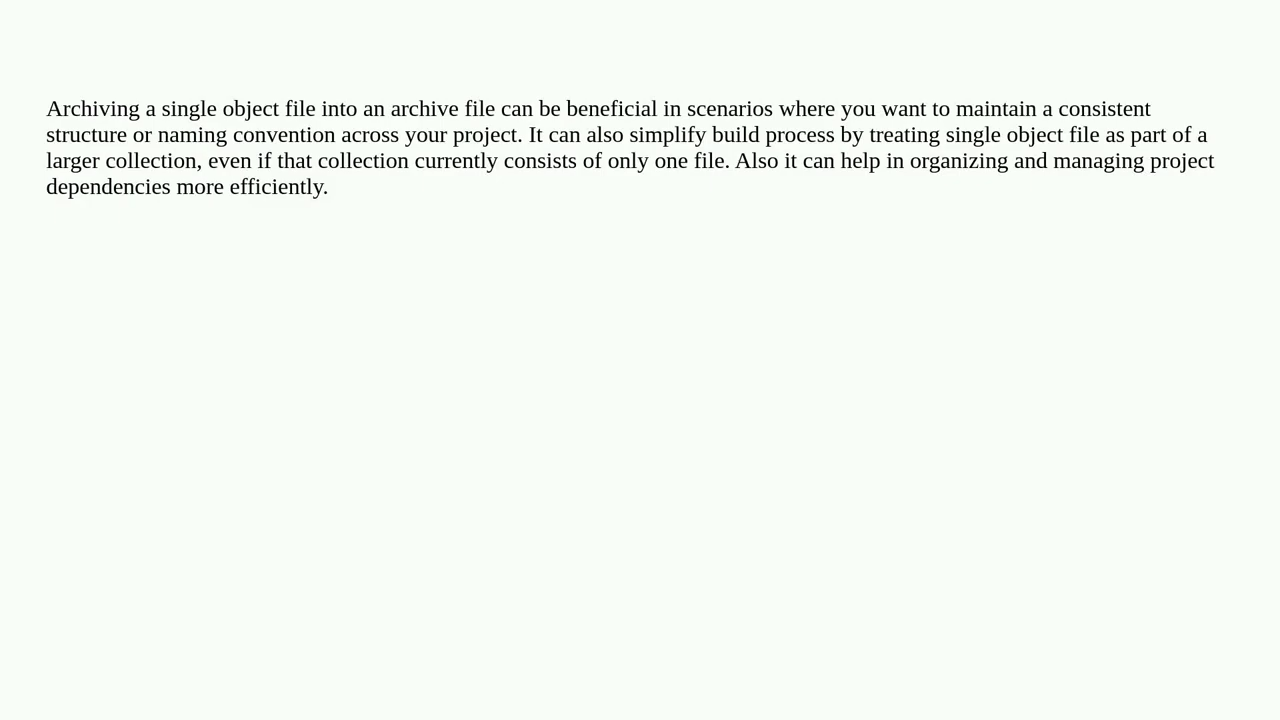 Archiving a single object file into an archive file can be beneficial in scenarios where you want to maintain a consistent
structure or naming convention across your project. It can also simplify build process by treating single object file as part of a
larger collection, even if that collection currently consists of only one file. Also it can help in organizing and managing project
dependencies more efficiently.